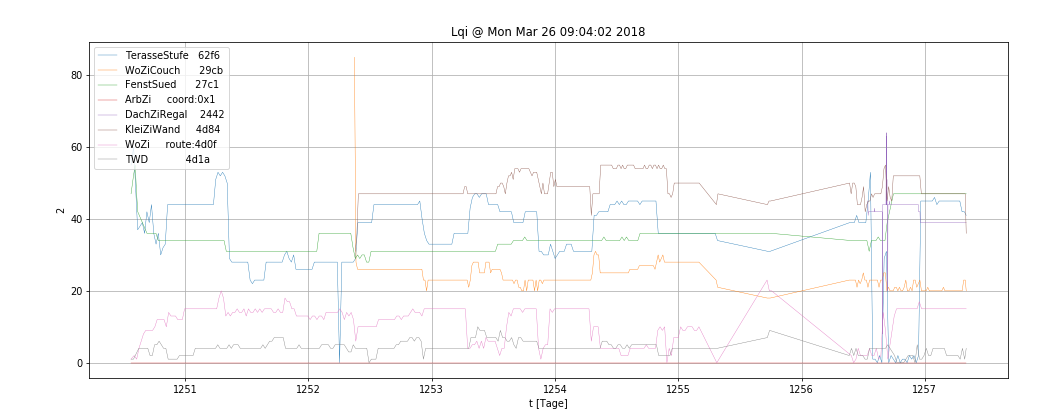 Lqi @ Mon Mar 26 09:04:02 2018
TerasseStufe 62f6
WoZiCouch 29cb
FenstSued 27c1
ArbZi coord:0x1
DachZiRegal 2442
KleiZiWand 4d84
WoZi route:4d0f
TWD 4d1a
80
60
40
20
0
2
1251 1252 1253 1254 1255 1256 1257
t [Tage]